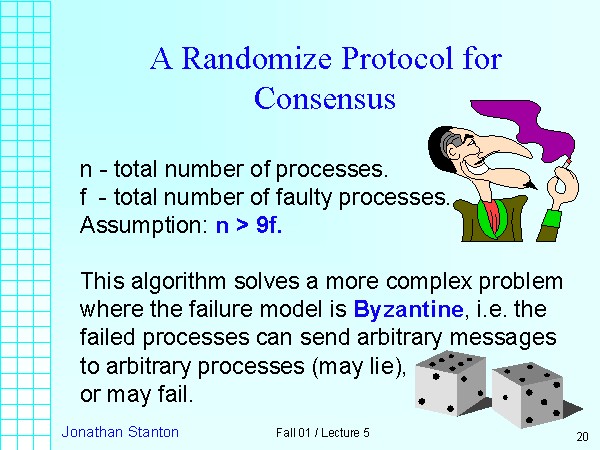 A Randomize Protocol for
Consensus
n - total number of processes.
f - total number of faulty processes.
Assumption: n > 9f.
This algorithm solves a more complex problem
where the failure model is Byzantine, i.e. the
failed processes can send arbitrary messages
to arbitrary processes (may lie),
or may fail.
Jonathan Stanton
Fall 01 / Lecture 5
20